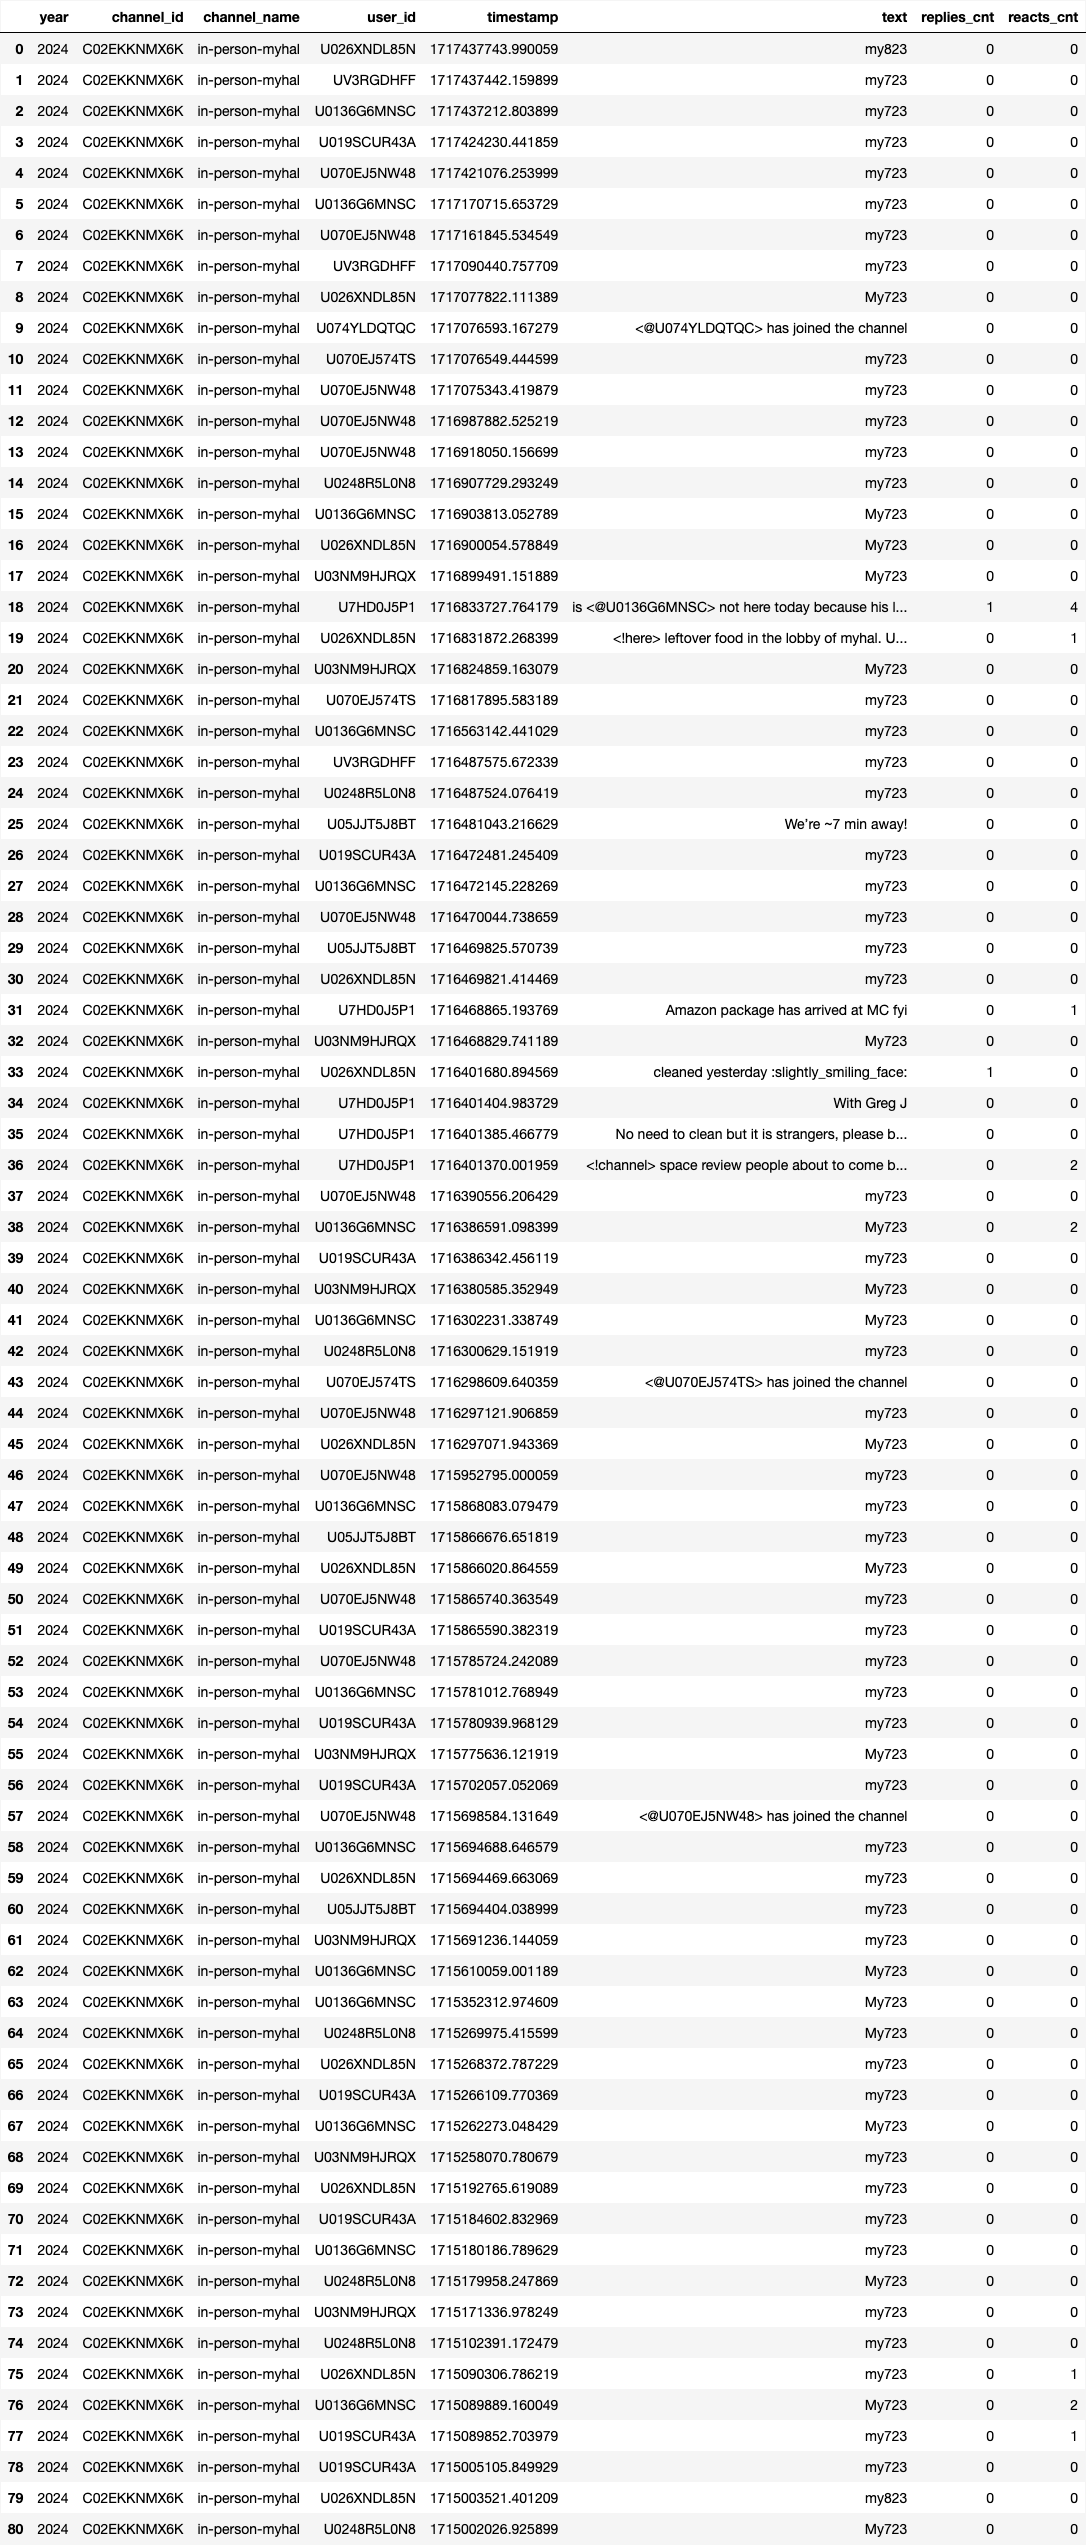 year channel_id channel_name user_id timestamp text replies_cnt reacts_cnt
0 2024 C02EKKNMX6K in-person-myhal U026XNDL85N 1717437743.990059 my823 0 0
1 2024 C02EKKNMX6K in-person-myhal UV3RGDHFF 1717437442.159899 my723 0 0
2 2024 C02EKKNMX6K in-person-myhal U0136G6MNSC 1717437212.803899 my723 0 0
3 2024 C02EKKNMX6K in-person-myhal U019SCUR43A 1717424230.441859 my723 0 0
4 2024 C02EKKNMX6K in-person-myhal U070EJ5NW48 1717421076.253999 my723 0 0
5 2024 C02EKKNMX6K in-person-myhal U0136G6MNSC 1717170715.653729 my723 0 0
6 2024 C02EKKNMX6K in-person-myhal U070EJ5NW48 1717161845.534549 my723 0 0
7 2024 C02EKKNMX6K in-person-myhal UV3RGDHFF 1717090440.757709 my723 0 0
8 2024 C02EKKNMX6K in-person-myhal U026XNDL85N 1717077822.111389 My723 0 0
9 2024 C02EKKNMX6K in-person-myhal U074YLDQTQC 1717076593.167279 <@U074YLDQTQC> has joined the channel 0 0
10 2024 C02EKKNMX6K in-person-myhal U070EJ574TS 1717076549.444599 my723 0 0
11 2024 C02EKKNMX6K in-person-myhal U070EJ5NW48 1717075343.419879 my723 0 0
12 2024 C02EKKNMX6K in-person-myhal U070EJ5NW48 1716987882.525219 my723 0 0
13 2024 C02EKKNMX6K in-person-myhal U070EJ5NW48 1716918050.156699 my723 0 0
14 2024 C02EKKNMX6K in-person-myhal U0248R5L0N8 1716907729.293249 my723 0 0
15 2024 C02EKKNMX6K in-person-myhal U0136G6MNSC 1716903813.052789 My723 0 0
16 2024 C02EKKNMX6K in-person-myhal U026XNDL85N 1716900054.578849 My723 0 0
17 2024 C02EKKNMX6K in-person-myhal U03NM9HJRQX 1716899491.151889 My723 0 0
18 2024 C02EKKNMX6K in-person-myhal U7HD0J5P1 1716833727.764179 is <@U0136G6MNSC> not here today because his l... 1 4
19 2024 C02EKKNMX6K in-person-myhal U026XNDL85N 1716831872.268399 <!here> leftover food in the lobby of myhal. U... 0 1
20 2024 C02EKKNMX6K in-person-myhal U03NM9HJRQX 1716824859.163079 My723 0 0
21 2024 C02EKKNMX6K in-person-myhal U070EJ574TS 1716817895.583189 my723 0 0
22 2024 C02EKKNMX6K in-person-myhal U0136G6MNSC 1716563142.441029 my723 0 0
23 2024 C02EKKNMX6K in-person-myhal UV3RGDHFF 1716487575.672339 my723 0 0
24 2024 C02EKKNMX6K in-person-myhal U0248R5L0N8 1716487524.076419 my723 0 0
25 2024 C02EKKNMX6K in-person-myhal U05JJT5J8BT 1716481043.216629 We're ~7 min away! 0 0
26 2024 C02EKKNMX6K in-person-myhal U019SCUR43A 1716472481.245409 my723 0 0
27 2024 C02EKKNMX6K in-person-myhal U0136G6MNSC 1716472145.228269 my723 0 0
28 2024 C02EKKNMX6K in-person-myhal U070EJ5NW48 1716470044.738659 my723 0 0
29 2024 C02EKKNMX6K in-person-myhal U05JJT5J8BT 1716469825.570739 my723 0 0
30 2024 C02EKKNMX6K in-person-myhal U026XNDL85N 1716469821.414469 my723 0 0
31 2024 C02EKKNMX6K in-person-myhal U7HD0J5P1 1716468865.193769 Amazon package has arrived at MC fyi 0 1
32 2024 C02EKKNMX6K in-person-myhal U03NM9HJRQX 1716468829.741189 My723 0 0
33 2024 C02EKKNMX6K in-person-myhal U026XNDL85N 1716401680.894569 cleaned yesterday :slightly_smiling_face: 1 0
34 2024 C02EKKNMX6K in-person-myhal U7HD0J5P1 1716401404.983729 With Greg J 0 0
35 2024 C02EKKNMX6K in-person-myhal U7HD0J5P1 1716401385.466779 No need to clean but it is strangers, please b... 0 0
36 2024 C02EKKNMX6K in-person-myhal U7HD0J5P1 1716401370.001959 <!channel> space review people about to come b... 0 2
37 2024 C02EKKNMX6K in-person-myhal U070EJ5NW48 1716390556.206429 my723 0 0
38 2024 C02EKKNMX6K in-person-myhal U0136G6MNSC 1716386591.098399 My723 0 2
39 2024 C02EKKNMX6K in-person-myhal U019SCUR43A 1716386342.456119 my723 0 0
40 2024 C02EKKNMX6K in-person-myhal U03NM9HJRQX 1716380585.352949 My723 0 0
41 2024 C02EKKNMX6K in-person-myhal U0136G6MNSC 1716302231.338749 My723 0 0
42 2024 C02EKKNMX6K in-person-myhal U0248R5L0N8 1716300629.151919 my723 0 0
43 2024 C02EKKNMX6K in-person-myhal U070EJ574TS 1716298609.640359 <@U070EJ574TS> has joined the channel 0 0
44 2024 C02EKKNMX6K in-person-myhal U070EJ5NW48 1716297121.906859 my723 0 0
45 2024 C02EKKNMX6K in-person-myhal U026XNDL85N 1716297071.943369 My723 0 0
46 2024 C02EKKNMX6K in-person-myhal U070EJ5NW48 1715952795.000059 my723 0 0
47 2024 C02EKKNMX6K in-person-myhal U0136G6MNSC 1715868083.079479 my723 0 0
48 2024 C02EKKNMX6K in-person-myhal U05JJT5J8BT 1715866676.651819 my723 0 0
49 2024 C02EKKNMX6K in-person-myhal U026XNDL85N 1715866020.864559 My723 0 0
50 2024 C02EKKNMX6K in-person-myhal U070EJ5NW48 1715865740.363549 my723 0 0
51 2024 C02EKKNMX6K in-person-myhal U019SCUR43A 1715865590.382319 my723 0 0
52 2024 C02EKKNMX6K in-person-myhal U070EJ5NW48 1715785724.242089 my723 0 0
53 2024 C02EKKNMX6K in-person-myhal U0136G6MNSC 1715781012.768949 my723 0 0
54 2024 C02EKKNMX6K in-person-myhal U019SCUR43A 1715780939.968129 my723 0 0
55 2024 C02EKKNMX6K in-person-myhal U03NM9HJRQX 1715775636.121919 My723 0 0
56 2024 C02EKKNMX6K in-person-myhal U019SCUR43A 1715702057.052069 my723 0 0
57 2024 C02EKKNMX6K in-person-myhal U070EJ5NW48 1715698584.131649 <@U070EJ5NW48> has joined the channel 0 0
58 2024 C02EKKNMX6K in-person-myhal U0136G6MNSC 1715694688.646579 my723 0 0
59 2024 C02EKKNMX6K in-person-myhal U026XNDL85N 1715694469.663069 my723 0 0
60 2024 C02EKKNMX6K in-person-myhal U05JJT5J8BT 1715694404.038999 my723 0 0
61 2024 C02EKKNMX6K in-person-myhal U03NM9HJRQX 1715691236.144059 my723 0 0
62 2024 C02EKKNMX6K in-person-myhal U0136G6MNSC 1715610059.001189 My723 0 0
63 2024 C02EKKNMX6K in-person-myhal U0136G6MNSC 1715352312.974609 My723 0 0
64 2024 C02EKKNMX6K in-person-myhal U0248R5L0N8 1715269975.415599 My723 0 0
65 2024 C02EKKNMX6K in-person-myhal U026XNDL85N 1715268372.787229 my723 0 0
66 2024 C02EKKNMX6K in-person-myhal U019SCUR43A 1715266109.770369 my723 0 0
67 2024 C02EKKNMX6K in-person-myhal U0136G6MNSC 1715262273.048429 My723 0 0
68 2024 C02EKKNMX6K in-person-myhal U03NM9HJRQX 1715258070.780679 my723 0 0
69 2024 C02EKKNMX6K in-person-myhal U026XNDL85N 1715192765.619089 my723 0 0
70 2024 C02EKKNMX6K in-person-myhal U019SCUR43A 1715184602.832969 my723 0 0
71 2024 C02EKKNMX6K in-person-myhal U0136G6MNSC 1715180186.789629 my723 0 0
72 2024 C02EKKNMX6K in-person-myhal U0248R5L0N8 1715179958.247869 My723 0 0
73 2024 C02EKKNMX6K in-person-myhal U03NM9HJRQX 1715171336.978249 my723 0 0
74 2024 C02EKKNMX6K in-person-myhal U0248R5L0N8 1715102391.172479 my723 0 0
75 2024 C02EKKNMX6K in-person-myhal U026XNDL85N 1715090306.786219 my723 0 1
76 2024 C02EKKNMX6K in-person-myhal U0136G6MNSC 1715089889.160049 My723 0 2
77 2024 C02EKKNMX6K in-person-myhal U019SCUR43A 1715089852.703979 my723 0 1
78 2024 C02EKKNMX6K in-person-myhal U019SCUR43A 1715005105.849929 my723 0 0
79 2024 C02EKKNMX6K in-person-myhal U026XNDL85N 1715003521.401209 my823 0 0
80 2024 C02EKKNMX6K in-person-myhal U0248R5L0N8 1715002026.925899 My723 0 0